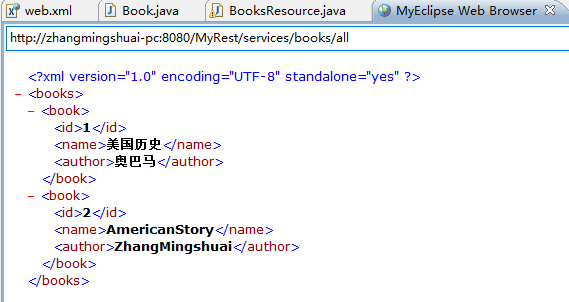 web.xml Book.java BooksResource.java MyEclipse Web Browser
http://zhangmingshuai-pc:8080/MyRest/services/books/all
<?xml version="1.0" encoding="UTF-8" standalone="yes" ?>
- <books>
- <book>
<id>1</id>
<name>美国历史</name>
<author>奥巴马</author>
</book>
- <book>
<id>2</id>
<name>AmericanStory</name>
<author>ZhangMingshuai</author>
</book>
</books>